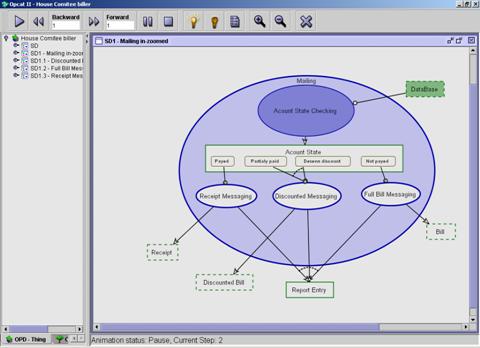 Opcat II - House Comitee biller
Backward
1
Forward
1
House Comitee biller
SD
SD1 - Mailing in-zoomed
SD1.1 - Discounted
SD1.2 - Full Bill Mess
SD1.3 - Receipt Mes
SD1 - Mailing in-zoomed
Mailing
Acount State Checking
DataBase
Acount State
Payed
Partialy paid
Deserve discount
Not payed
Receipt Messaging
Discounted Messaging
Full Bill Messaging
Receipt
Bill
Discounted Bill
Report Entry
OPD - Thing
Animation status: Pause, Current Step: 2